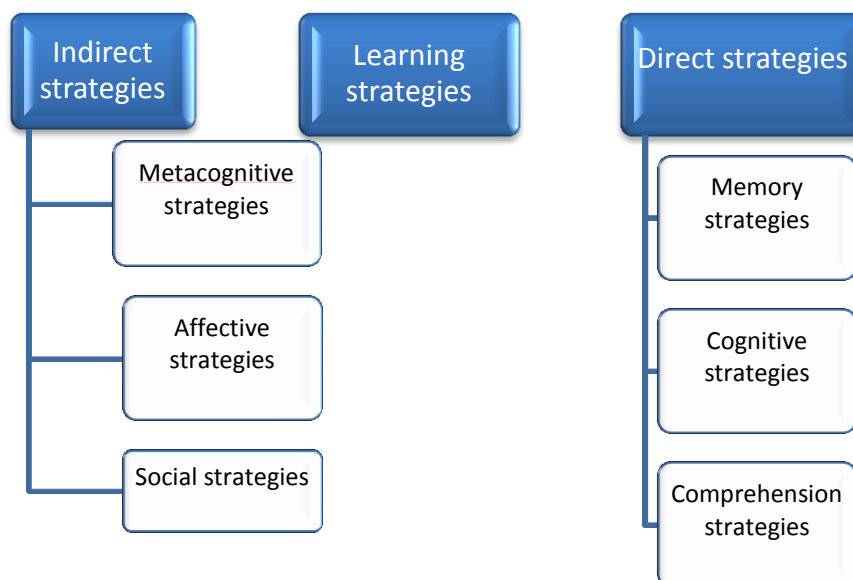 Indirect
strategies
Learning
strategies
Direct strategies
Metacognitive
strategies
Affective
strategies
Social strategies
Memory
strategies
Cognitive
strategies
Comprehension
strategies